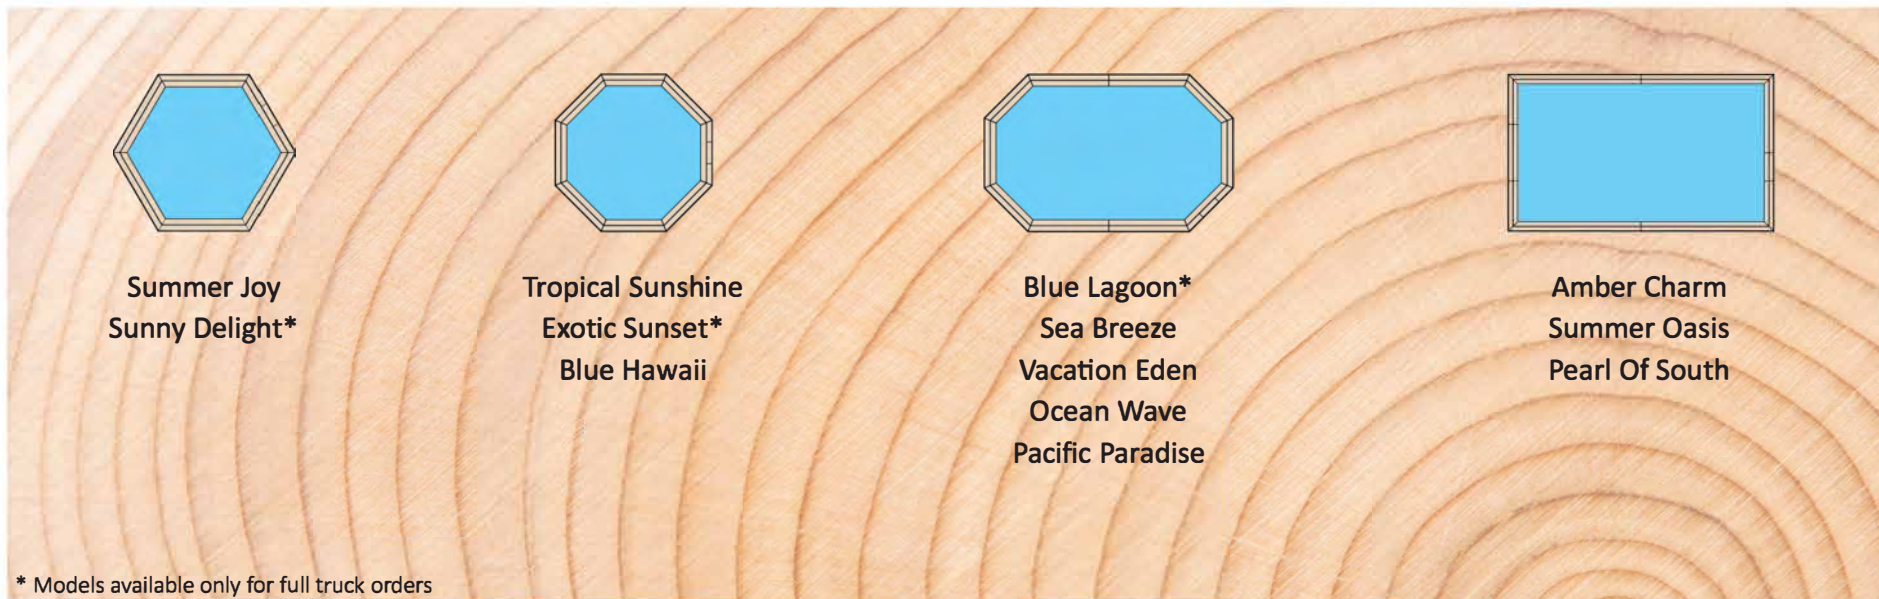 Summer Joy
Sunny Delight*
Tropical Sunshine
Exotic Sunset*
Blue Hawaii
Blue Lagoon*
Sea Breeze
Vacation Eden
Ocean Wave
Pacific Paradise
Amber Charm
Summer Oasis
Pearl Of South
* Models available only for full truck orders